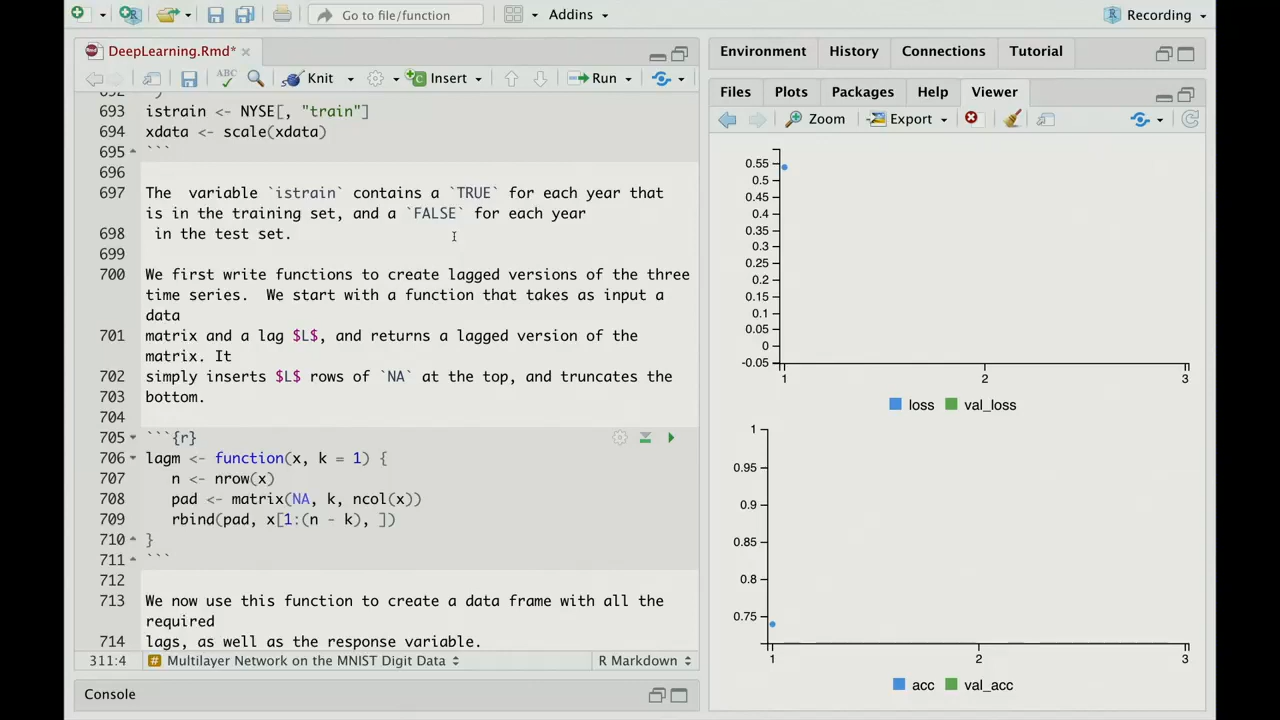 Go to file/function
Addins
Recording
DeepLearning.Rmd*
ABC
Knit
Insert
Run
693 istrain <- NYSE[, "train"]
694 xdata <- scale(xdata)
695 ```
696
697 The  variable `istrain` contains a `TRUE` for each year that
is in the training set, and a `FALSE` for each year
698  in the test set.
699
700 We first write functions to create lagged versions of the three
time series.  We start with a function that takes as input a
data
701 matrix and a lag $L$, and returns a lagged version of the
matrix. It
702 simply inserts $L$ rows of `NA` at the top, and truncates the
703 bottom.
704
705 ```{r}
706 lagm <- function(x, k = 1) {
707    n <- nrow(x)
708    pad <- matrix(NA, k, ncol(x))
709    rbind(pad, x[1:(n - k), ])
710 }
711 ```
712
713 We now use this function to create a data frame with all the
required
714 lags, as well as the response variable.
311:4 # Multilayer Network on the MNIST Digit Data R Markdown
Console
Environment History Connections Tutorial
Files Plots Packages Help Viewer
Zoom Export
0.55
0.5
0.45
0.4
0.35
0.3
0.25
0.2
0.15
0.1
0.05
0
-0.05
1 2 3
loss val_loss
1
0.95
0.9
0.85
0.8
0.75
1 2 3
acc val_acc